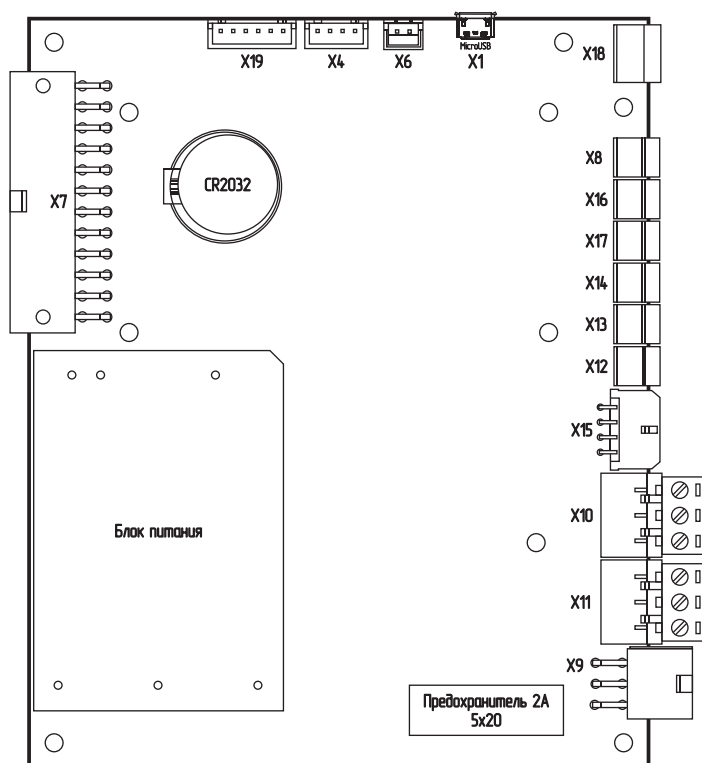 MicroUSB
X19
X4
X6
X1
X18
X8
X7
CR2032
X16
X17
X14
X13
X12
X15
X10
Блок питания
X11
X9
Предохранитель 2А
5x20